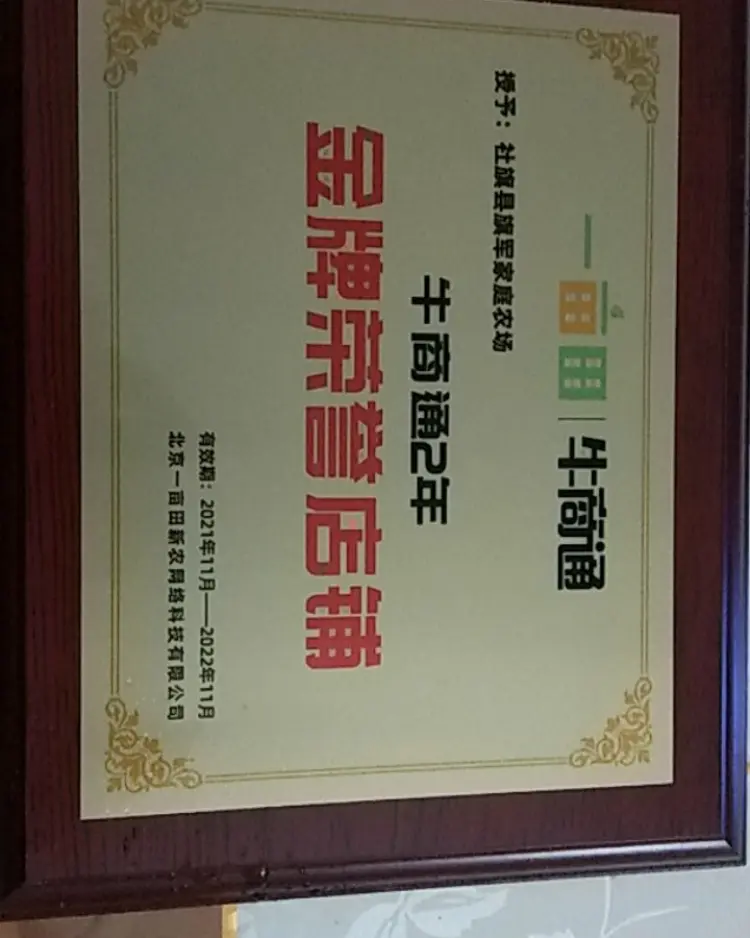 一亩田 | 牛商通
授予：社旗县旗军家庭农场
牛商通2年
金牌荣誉店铺
有效期：2021年11月——2022年11月
北京一亩田新农网络科技有限公司